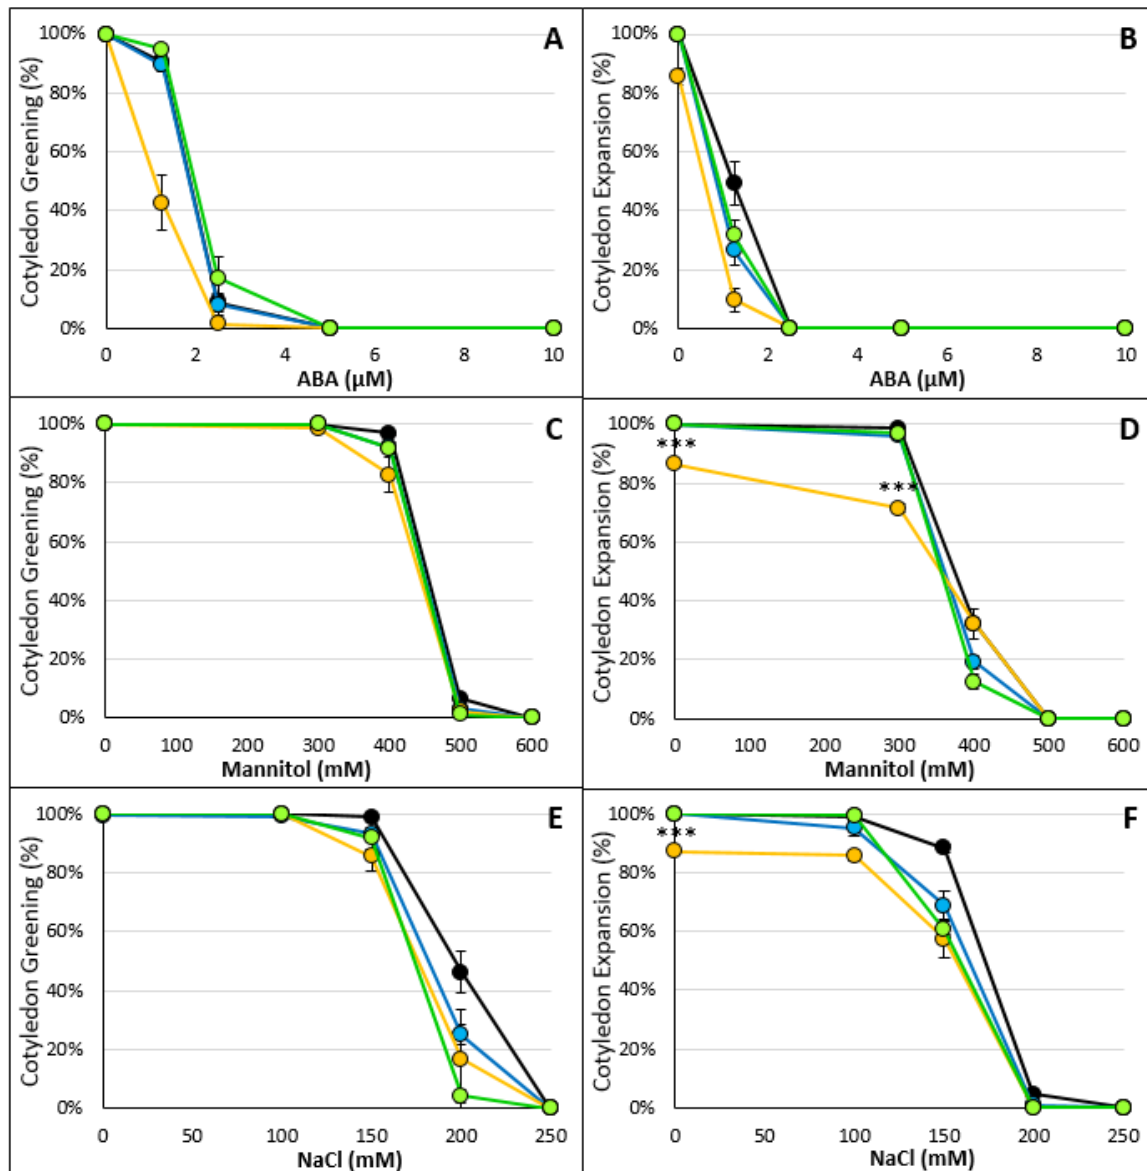 A
Cotyledon Greening (%)
100%
80%
60%
40%
20%
0%
0 2 4 6 8 10
ABA (µM)
B
Cotyledon Expansion (%)
100%
80%
60%
40%
20%
0%
0 2 4 6 8 10
ABA (µM)
C
Cotyledon Greening (%)
100%
80%
60%
40%
20%
0%
0 100 200 300 400 500 600
Mannitol (mM)
D
Cotyledon Expansion (%)
100%
80%
60%
40%
20%
0%
***
***
0 100 200 300 400 500 600
Mannitol (mM)
E
Cotyledon Greening (%)
100%
80%
60%
40%
20%
0%
0 50 100 150 200 250
NaCl (mM)
F
Cotyledon Expansion (%)
100%
80%
60%
40%
20%
0%
***
0 50 100 150 200 250
NaCl (mM)